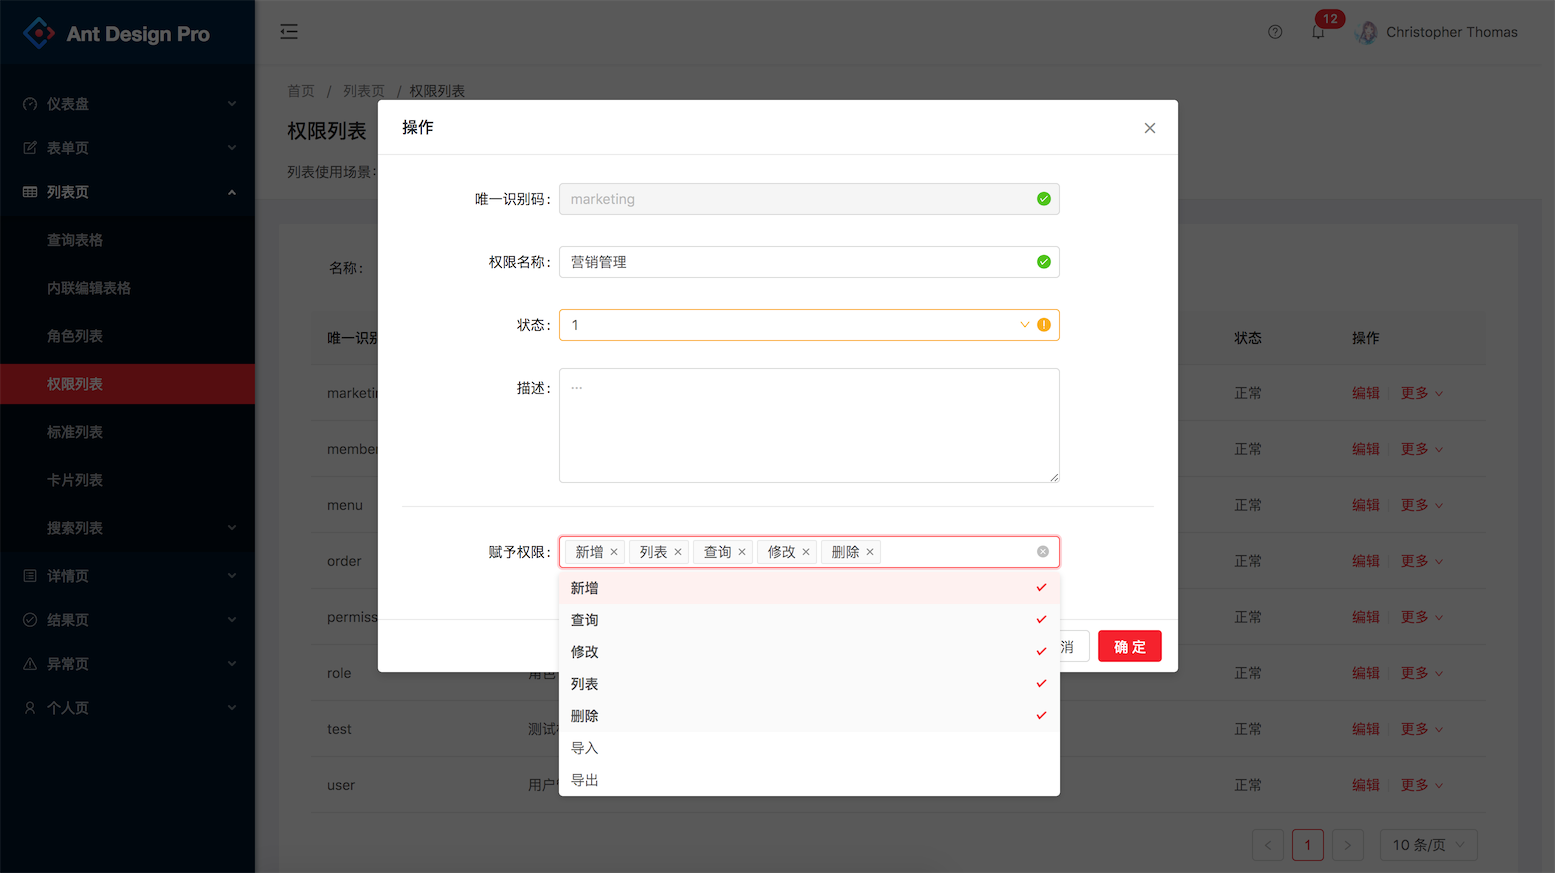 Ant Design Pro
12
Christopher Thomas
仪表盘
表单页
列表页
查询表格
内联编辑表格
角色列表
权限列表
标准列表
卡片列表
搜索列表
详情页
结果页
异常页
个人页
首页 / 列表页 / 权限列表
权限列表
列表使用场景：
名称：
操作
唯一识别码： marketing
权限名称： 营销管理
状态： 1
描述： ...
赋予权限： 新增 列表 查询 修改 删除
新增
查询
修改
列表
删除
导入
导出
消
确 定
唯一识别 状态 操作
正常 编辑 更多
member 正常 编辑 更多
menu 正常 编辑 更多
order 正常 编辑 更多
permiss 正常 编辑 更多
role 角色 正常 编辑 更多
test 测试 正常 编辑 更多
user 用户 正常 编辑 更多
1
10 条/页